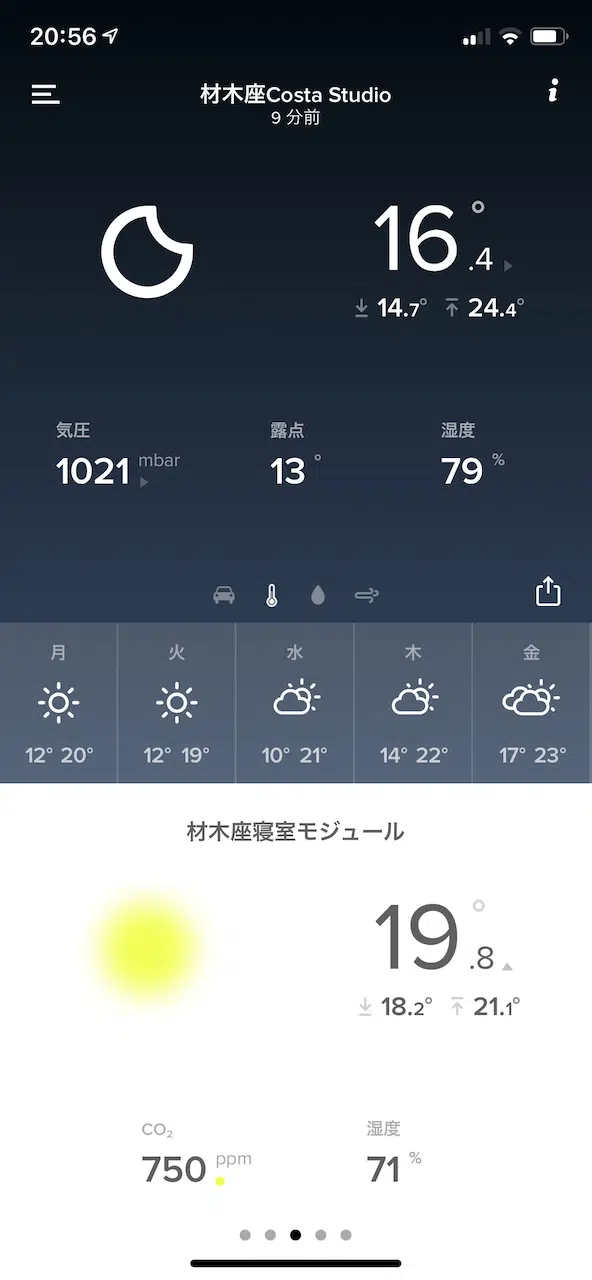 20:56
材木座Costa Studio
9 分前
16.4°
14.7° 24.4°
気圧 露点 湿度
1021 mbar 13° 79 %
月 火 水 木 金
12° 20° 12° 19° 10° 21° 14° 22° 17° 23°
材木座寝室モジュール
19.8°
18.2° 21.1°
CO₂ 湿度
750 ppm 71 %